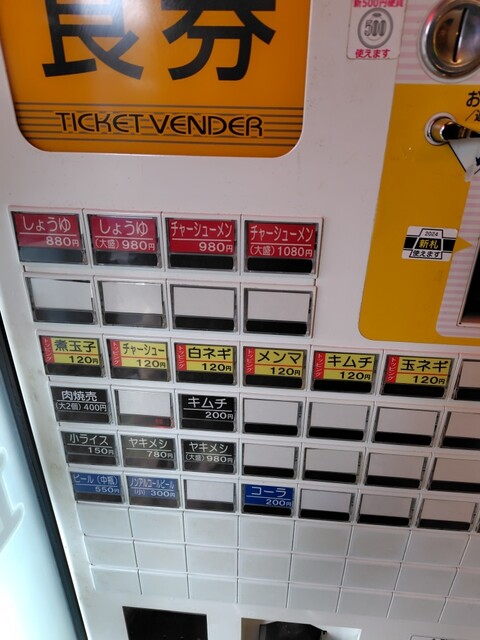 食券
TICKET VENDER
新500円硬貨
500
使えます
2024
新札
使えます
しょうゆ
880円
しょうゆ
(大盛) 980円
チャーシューメン
980円
チャーシューメン
(大盛) 1080円
トッピング 煮玉子
120円
トッピング チャーシュー
120円
トッピング 白ネギ
120円
トッピング メンマ
120円
トッピング キムチ
120円
トッピング 玉ネギ
120円
肉焼売
(大2個) 400円
キムチ
200円
小ライス
150円
ヤキメシ
780円
ヤキメシ
(大盛) 980円
ビール (中瓶)
550円
ノンアルコールビール
(小) 300円
コーラ
200円